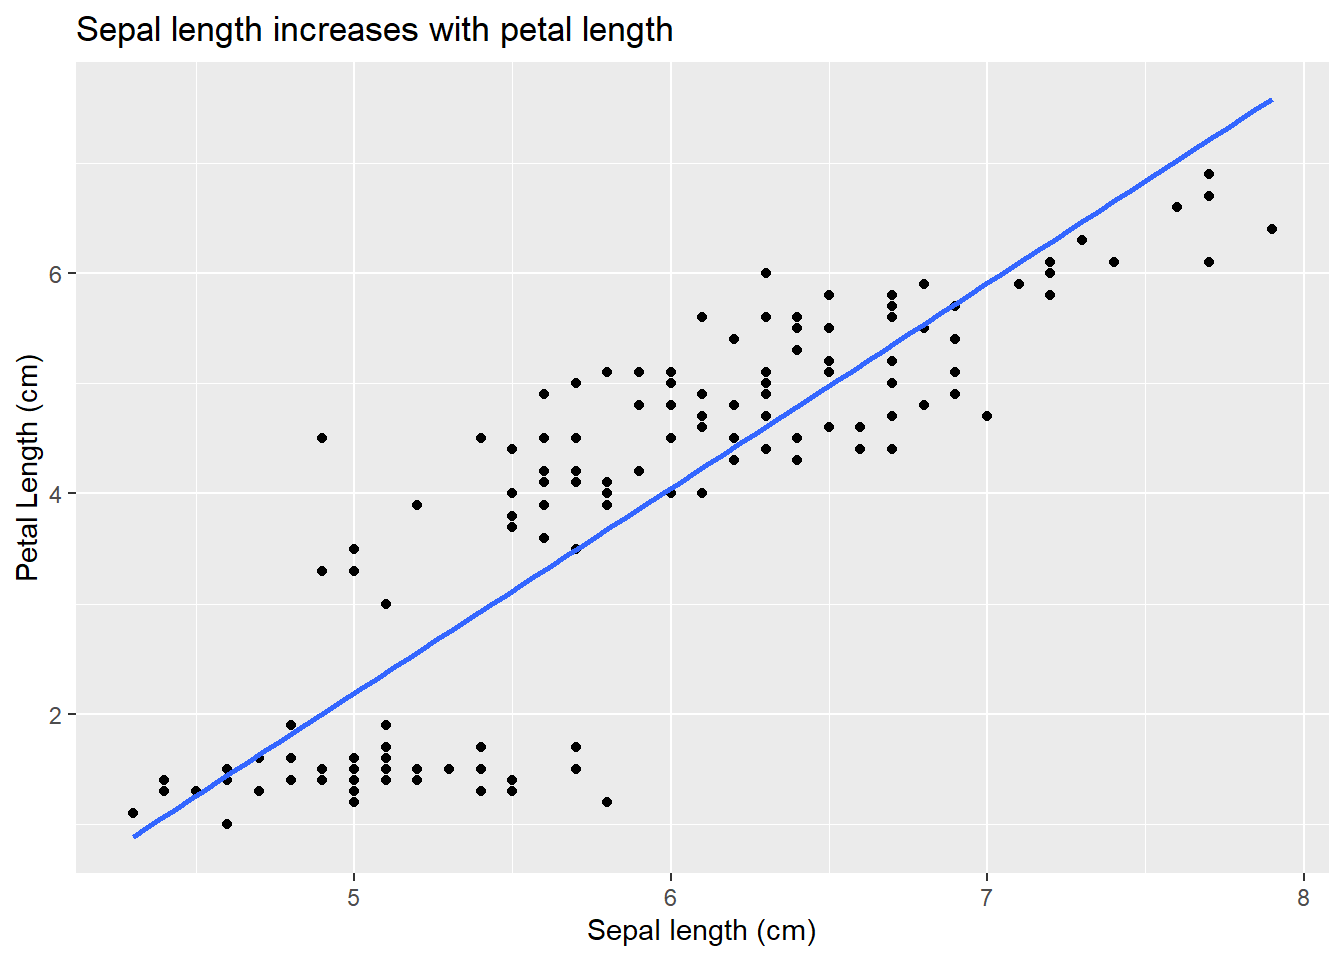 Sepal length increases with petal length
6
4
2
Petal Length (cm)
5 6 7 8
Sepal length (cm)